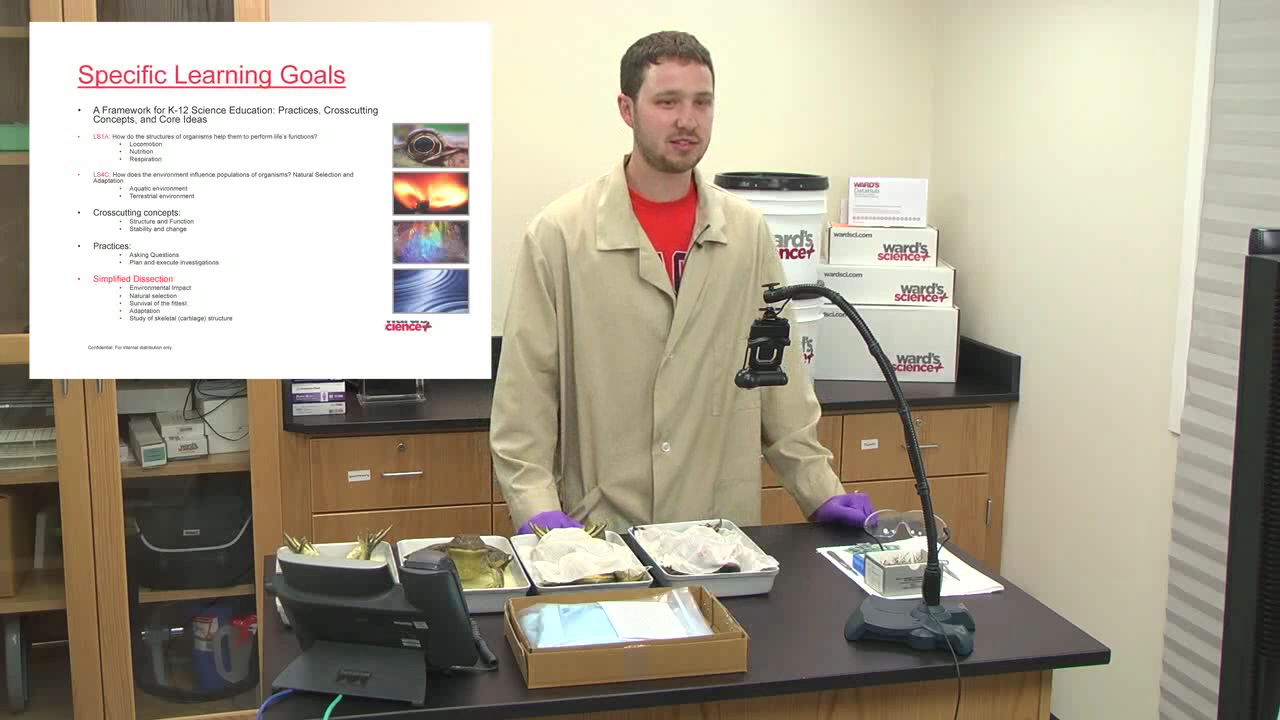 Specific Learning Goals
• A Framework for K-12 Science Education: Practices, Crosscutting
Concepts, and Core Ideas
• LS1A: How do the structures of organisms help them to perform life's functions?
• Locomotion
• Nutrition
• Respiration
• LS4C: How does the environment influence populations of organisms? Natural Selection and
Adaptation
• Aquatic environment
• Terrestrial environment
• Crosscutting concepts:
• Structure and Function
• Stability and change
• Practices:
• Asking Questions
• Plan and execute investigations
• Simplified Dissection
• Environmental Impact
• Natural selection
• Survival of the fittest
• Adaptation
• Study of skeletal (cartilage) structure
science+
Confidential: For internal distribution only.
WARD'S
DataHub
wardsci.com
ward's
science+
wardsci.com
ward's
science+
ward's
science+